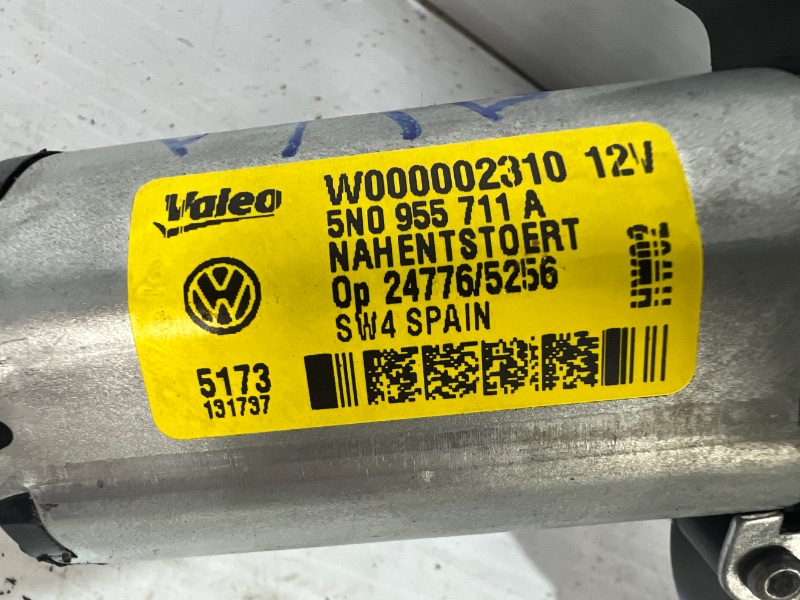 Valeo
W000002310 12V
5N0 955 711 A
NAHENTSTOERT
Op 24776/5256
SW4 SPAIN
5173
131737